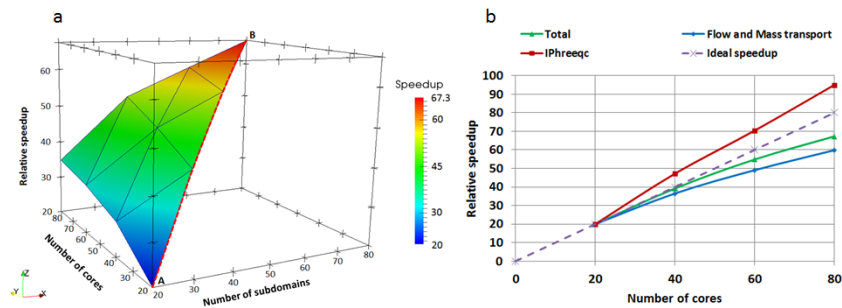 a
B
60
50
40
30
20
Relative speedup
80
70
60
50
40
30
20
Number of cores
A
20
30
40
50
60
70
80
Number of subdomains
Z
Y
X
Speedup
67.3
60
45
30
20
b
Total
Flow and Mass transport
IPhreeqc
Ideal speedup
100
90
80
70
60
50
40
30
20
10
0
Relative speedup
0
20
40
60
80
Number of cores